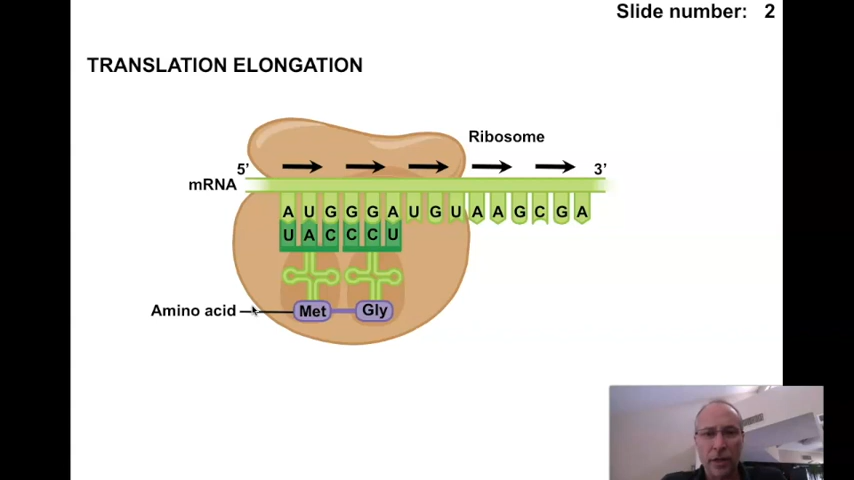 Slide number: 2
TRANSLATION ELONGATION
Ribosome
5’ 3’
mRNA
A U G G G A U G U A A G C G A
U A C C C U
Amino acid Met Gly